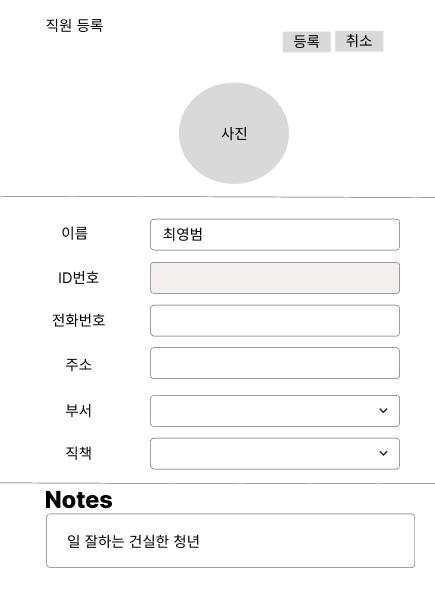 직원 등록
등록 취소
사진
이름 최영범
ID번호
전화번호
주소
부서
직책
Notes
일 잘하는 건실한 청년